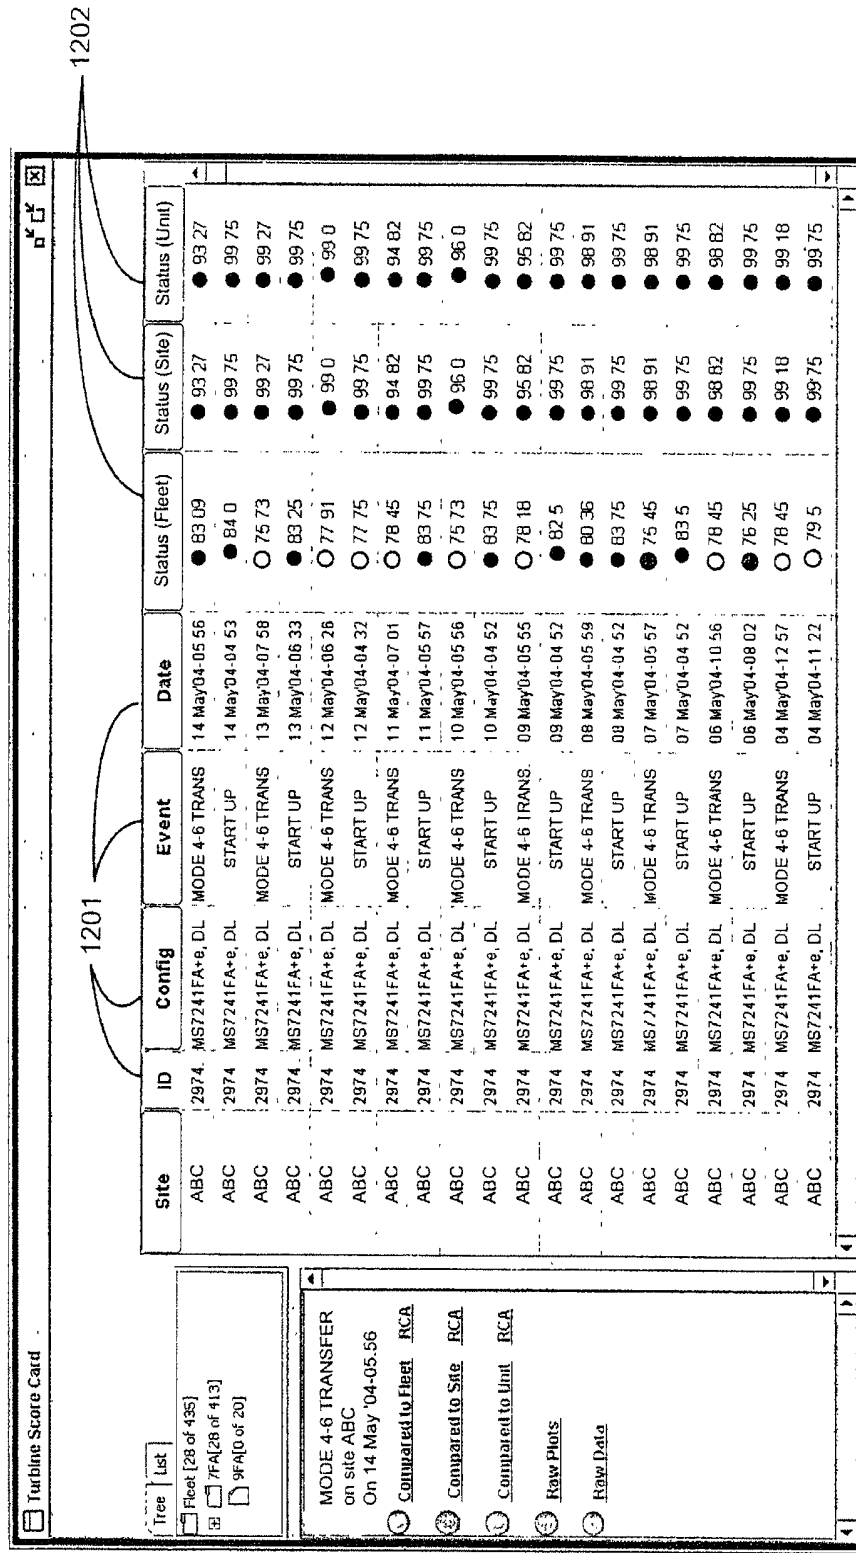 1202
1201
Turbine Score Card
Tree List
Fleet [28 of 435]
7FA[28 of 413]
9FA[0 of 20]
MODE 4-6 TRANSFER
on site ABC
On 14 May '04-05.56
Compared to Fleet RCA
Compared to Site RCA
Compared to Unit RCA
Raw Plots
Raw Data
Site ID Config Event Date Status (Fleet) Status (Site) Status (Unit)
ABC 2974 MS7241FA+e, DL MODE 4-6 TRANS 14 May'04-05 56 83 09 93 27 93 27
ABC 2974 MS7241FA+e, DL START UP 14 May'04-04 53 84 0 99 75 99 75
ABC 2974 MS7241FA+e, DL MODE 4-6 TRANS 13 May'04-07 58 75 73 99 27 99 27
ABC 2974 MS7241FA+e, DL START UP 13 May'04-06 33 83 25 99 75 99 75
ABC 2974 MS7241FA+e, DL MODE 4-6 TRANS 12 May'04-06 26 77 91 99 0 99 0
ABC 2974 MS7241FA+e, DL START UP 12 May'04-04 32 77 75 99 75 99 75
ABC 2974 MS7241FA+e, DL MODE 4-6 TRANS 11 May'04-07 01 78 45 94 82 94 82
ABC 2974 MS7241FA+e, DL START UP 11 May'04-05 57 83 75 99 75 99 75
ABC 2974 MS7241FA+e, DL MODE 4-6 TRANS 10 May'04-05 56 75 73 96 0 96 0
ABC 2974 MS7241FA+e, DL START UP 10 May'04-04 52 83 75 99 75 99 75
ABC 2974 MS7241FA+e, DL MODE 4-6 TRANS. 09 May'04-05 55 78 18 95 82 95 82
ABC 2974 MS7241FA+e, DL START UP 09 May'04-04 52 82 5 99 75 99 75
ABC 2974 MS7241FA+e, DL MODE 4-6 TRANS 08 May'04-05 59 80 36 98 91 98 91
ABC 2974 MS7241FA+e, DL START UP 08 May'04-04 52 83 75 99 75 99 75
ABC 2974 MS7241FA+e, DL MODE 4-6 TRANS 07 May'04-05 57 75 45 98 91 98 91
ABC 2974 MS7241FA+e, DL START UP 07 May'04-04 52 83 5 99 75 99 75
ABC 2974 MS7241FA+e, DL MODE 4-6 TRANS 06 May'04-10 56 78 45 98 82 98 82
ABC 2974 MS7241FA+e, DL START UP 06 May'04-08 02 76 25 99 75 99 75
ABC 2974 MS7241FA+e, DL MODE 4-6 TRANS 04 May'04-12 57 78 45 99 18 99 18
ABC 2974 MS7241FA+e, DL START UP 04 May'04-11 22 79 5 99 75 99 75